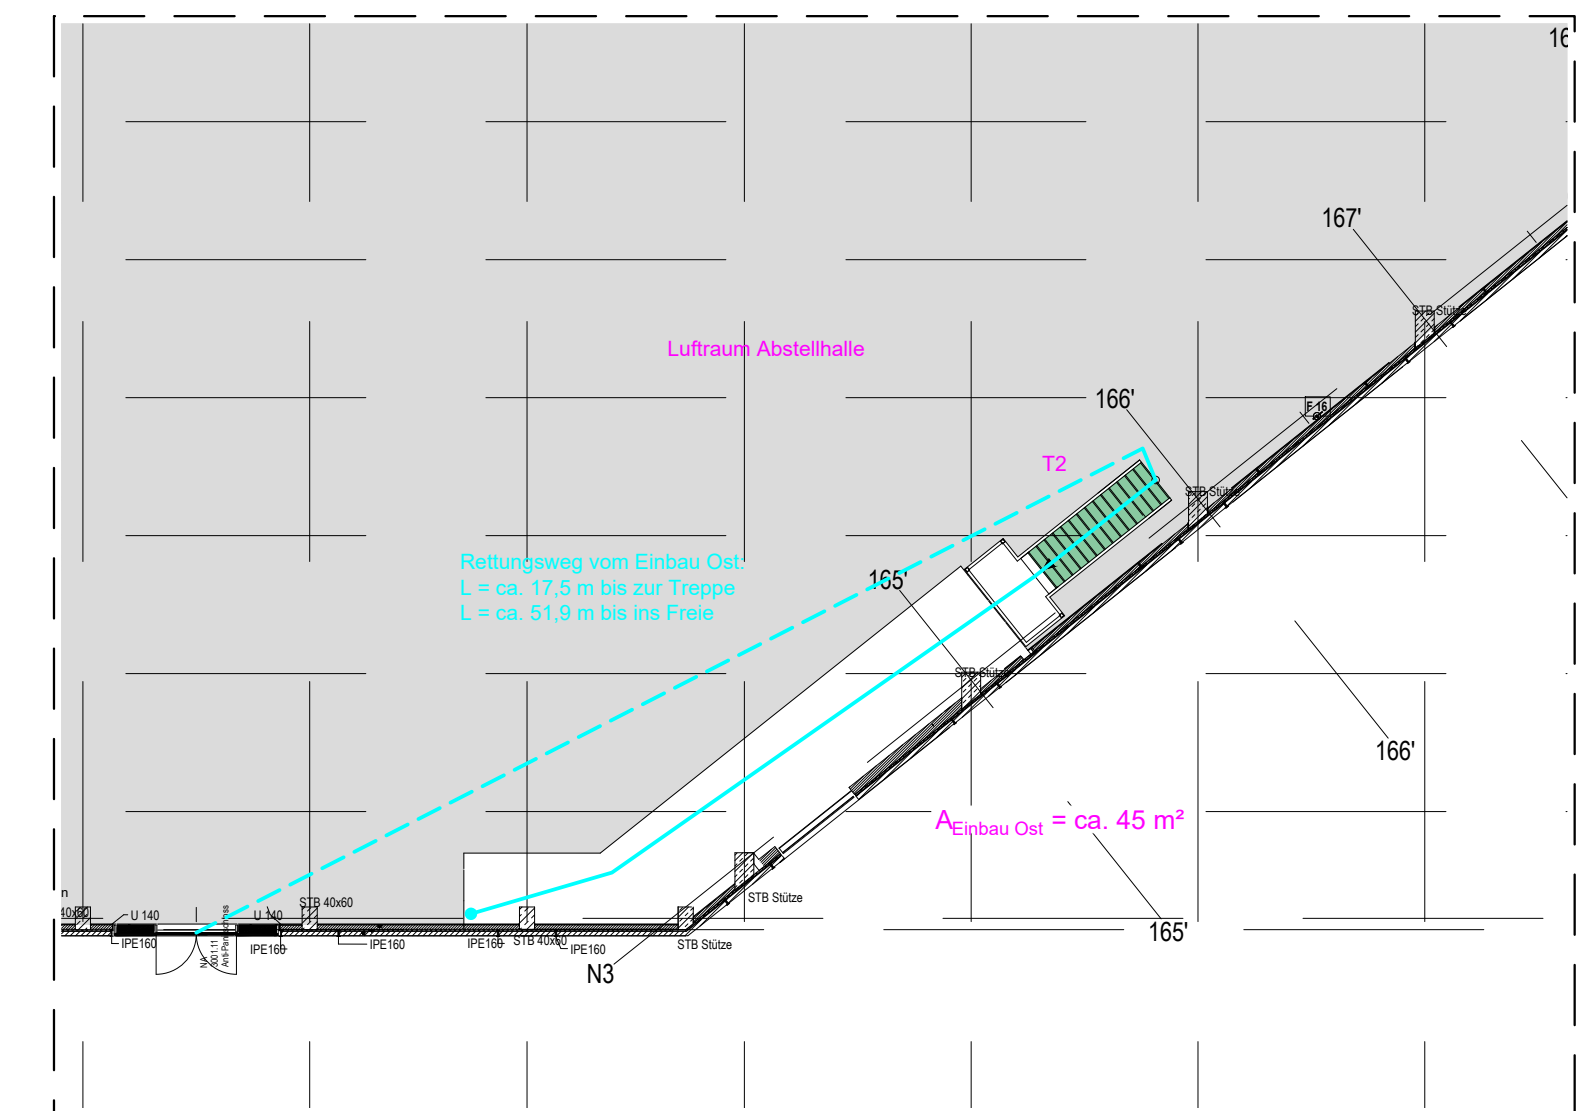 167'
STB Stütze
Luftraum Abstellhalle
166'
F 16
T2
STB Stütze
Rettungsweg vom Einbau Ost:
L = ca. 17,5 m bis zur Treppe
L = ca. 51,9 m bis ins Freie
165'
STB Stütze
166'
A Einbau Ost = ca. 45 m²
n
40x60
U 140
U 140
STB 40x60
STB Stütze
165'
IPE160
NA
IPE160
IPE160
IPE160
STB 40x60
IPE160
STB Stütze
N3